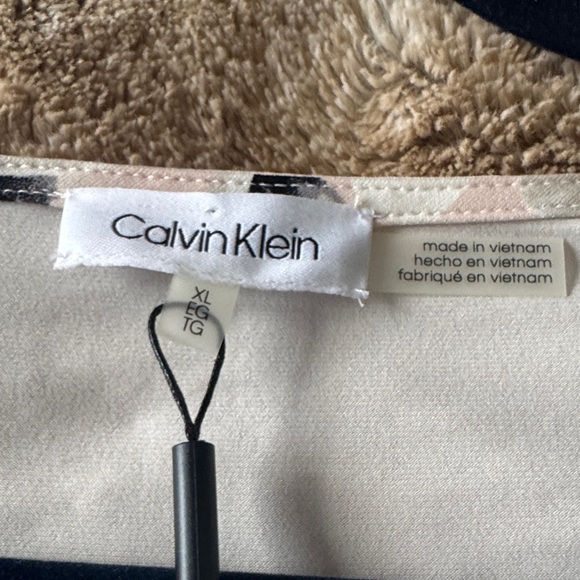 Calvin Klein
made in vietnam
hecho en vietnam
fabriqué en vietnam
XL
EG
TG